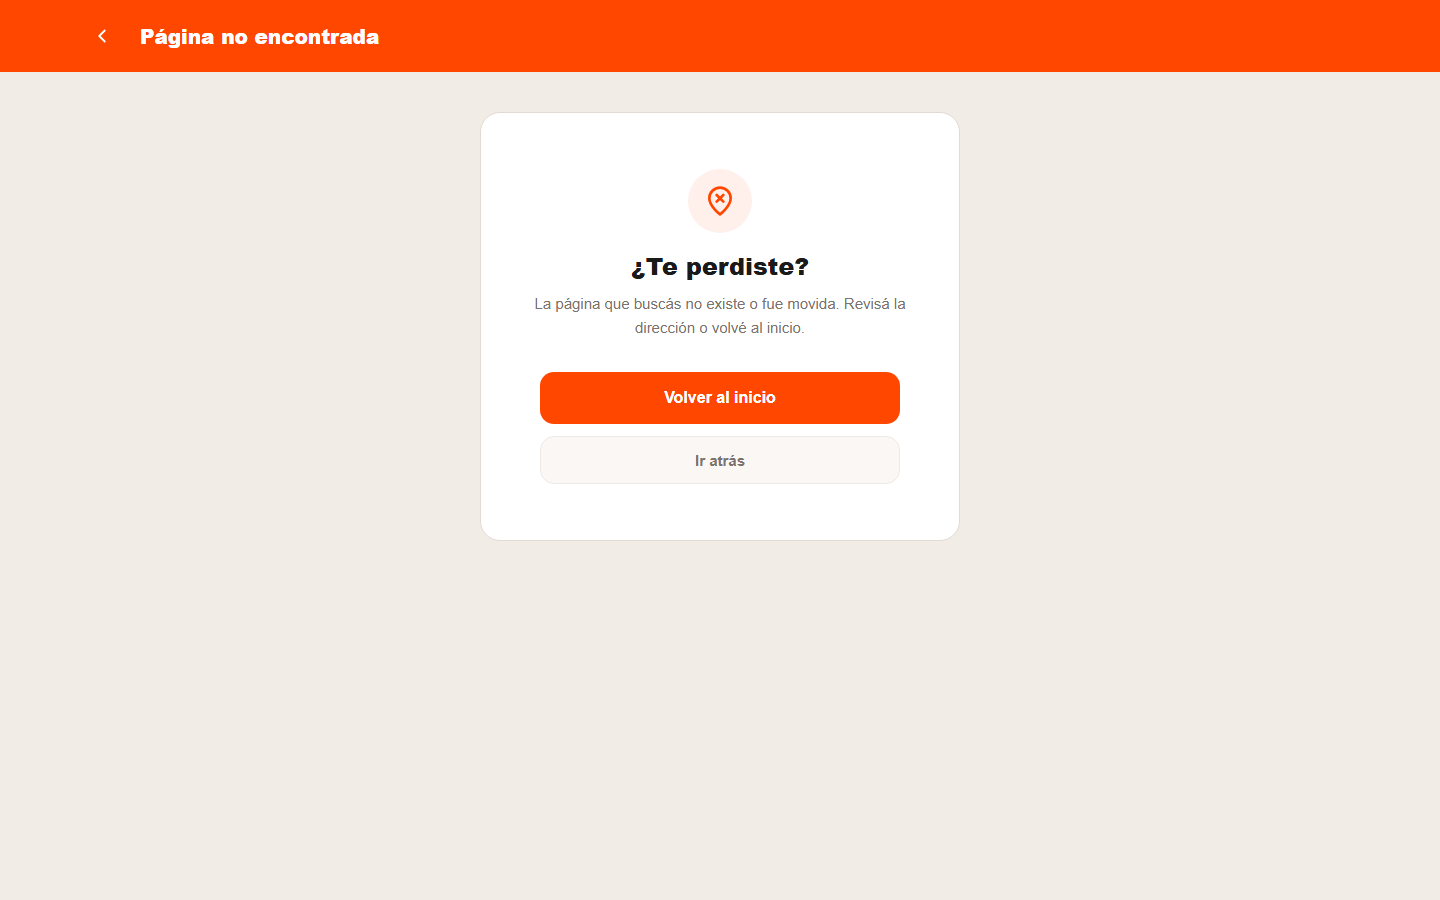 Página no encontrada
¿Te perdiste?
La página que buscás no existe o fue movida. Revisá la
dirección o volvé al inicio.
Volver al inicio
Ir atrás